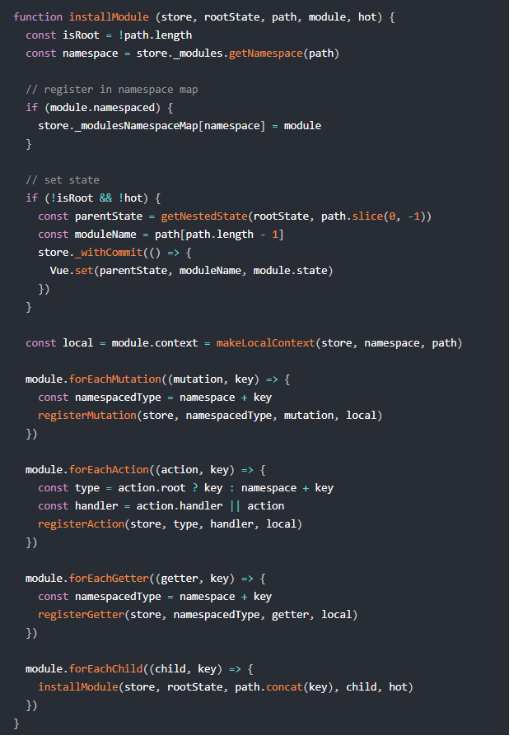 function installModule (store, rootState, path, module, hot) {
  const isRoot = !path.length
  const namespace = store._modules.getNamespace(path)

  // register in namespace map
  if (module.namespaced) {
    store._modulesNamespaceMap[namespace] = module
  }

  // set state
  if (!isRoot && !hot) {
    const parentState = getNestedState(rootState, path.slice(0, -1))
    const moduleName = path[path.length - 1]
    store._withCommit(() => {
      Vue.set(parentState, moduleName, module.state)
    })
  }

  const local = module.context = makeLocalContext(store, namespace, path)

  module.forEachMutation((mutation, key) => {
    const namespacedType = namespace + key
    registerMutation(store, namespacedType, mutation, local)
  })

  module.forEachAction((action, key) => {
    const type = action.root ? key : namespace + key
    const handler = action.handler || action
    registerAction(store, type, handler, local)
  })

  module.forEachGetter((getter, key) => {
    const namespacedType = namespace + key
    registerGetter(store, namespacedType, getter, local)
  })

  module.forEachChild((child, key) => {
    installModule(store, rootState, path.concat(key), child, hot)
  })
}